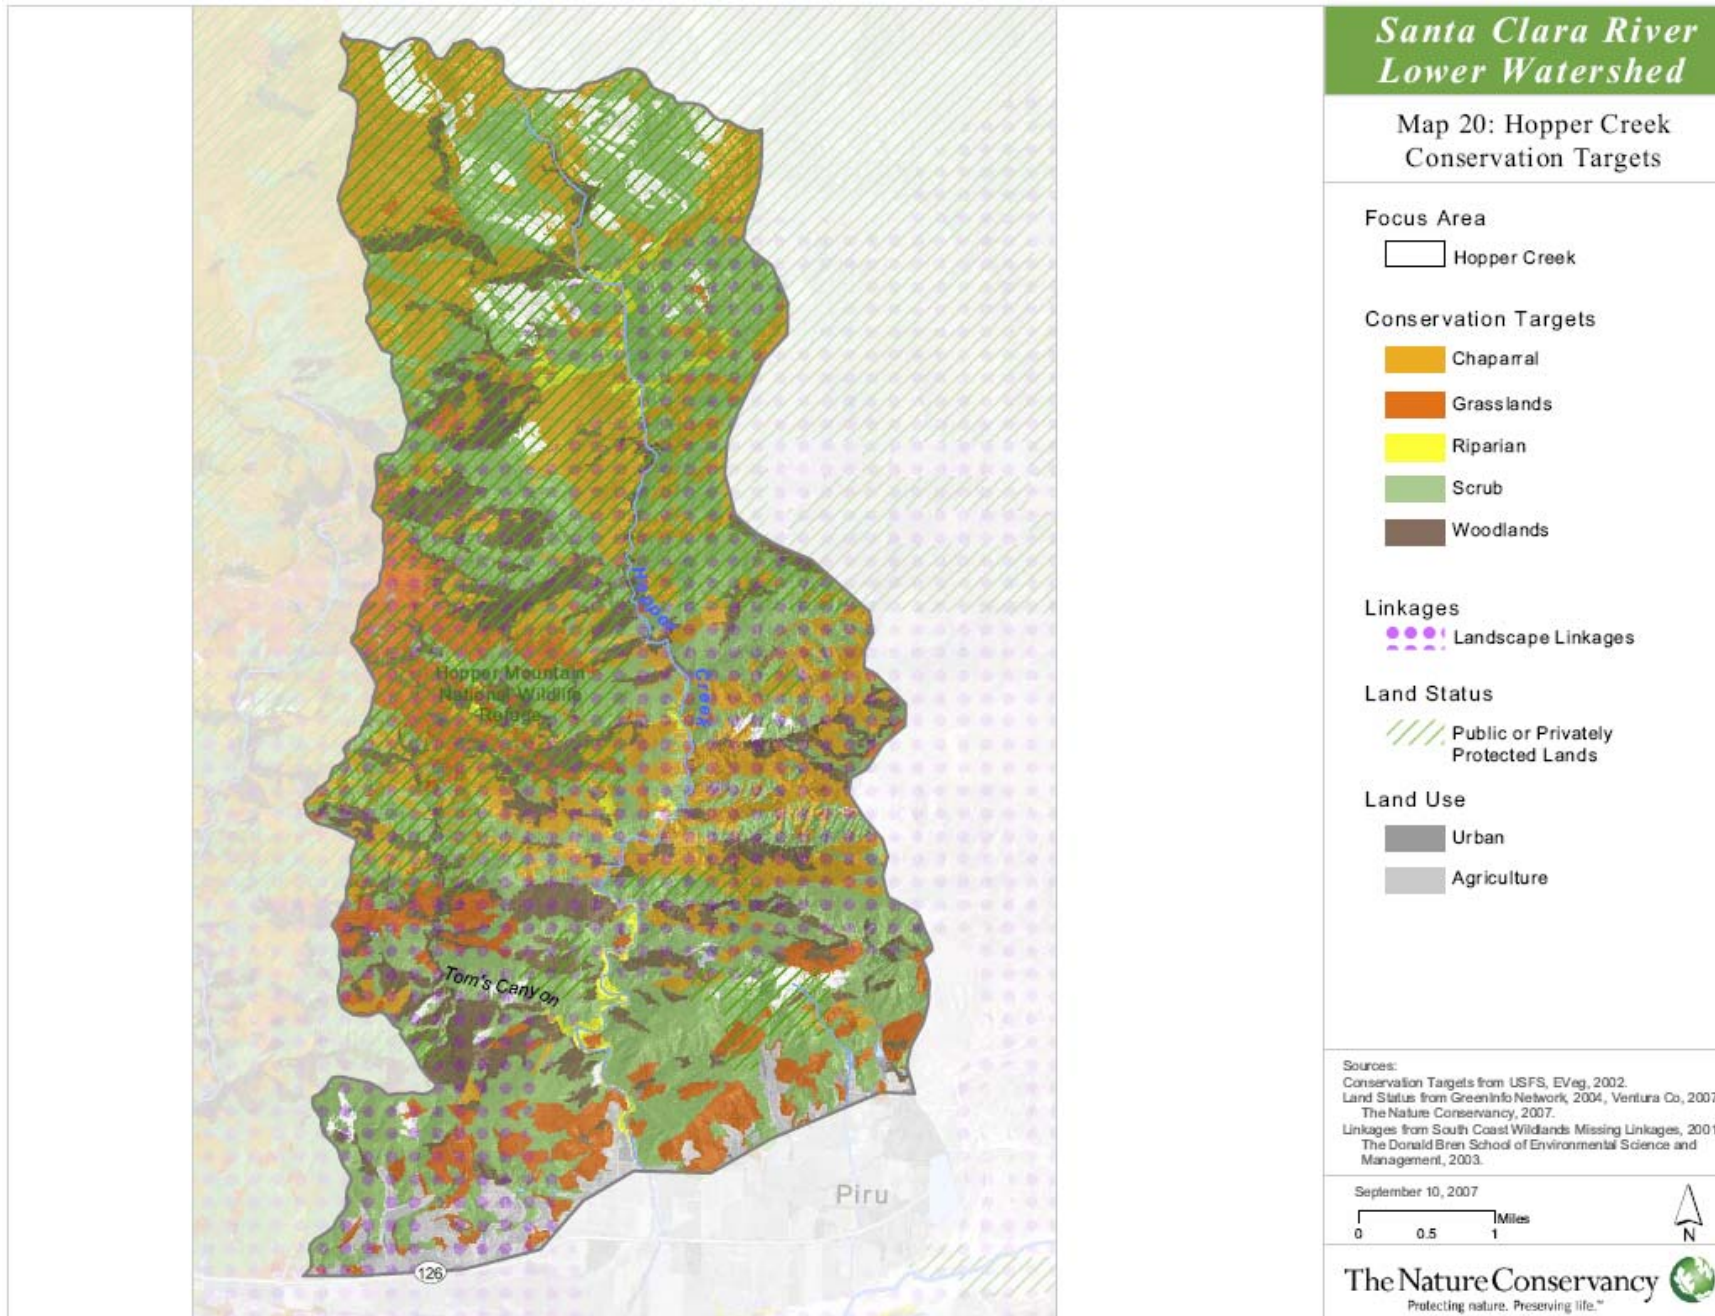 Santa Clara River
Lower Watershed
Map 20: Hopper Creek
Conservation Targets
Focus Area
Hopper Creek
Conservation Targets
Chaparral
Grasslands
Riparian
Scrub
Woodlands
Linkages
Landscape Linkages
Land Status
Public or Privately
Protected Lands
Land Use
Urban
Agriculture
Sources:
Conservation Targets from USFS, EVeg, 2002.
Land Status from GreenInfo Network, 2004, Ventura Co, 2007
The Nature Conservancy, 2007.
Linkages from South Coast Wildlands Missing Linkages, 2001
The Donald Bren School of Environmental Science and
Management, 2003.
September 10, 2007
Miles
0 0.5 1
N
The Nature Conservancy
Protecting nature. Preserving life.™
Hopper
Creek
Hopper Mountain
National Wildlife
Refuge
Tom's Canyon
Piru
126